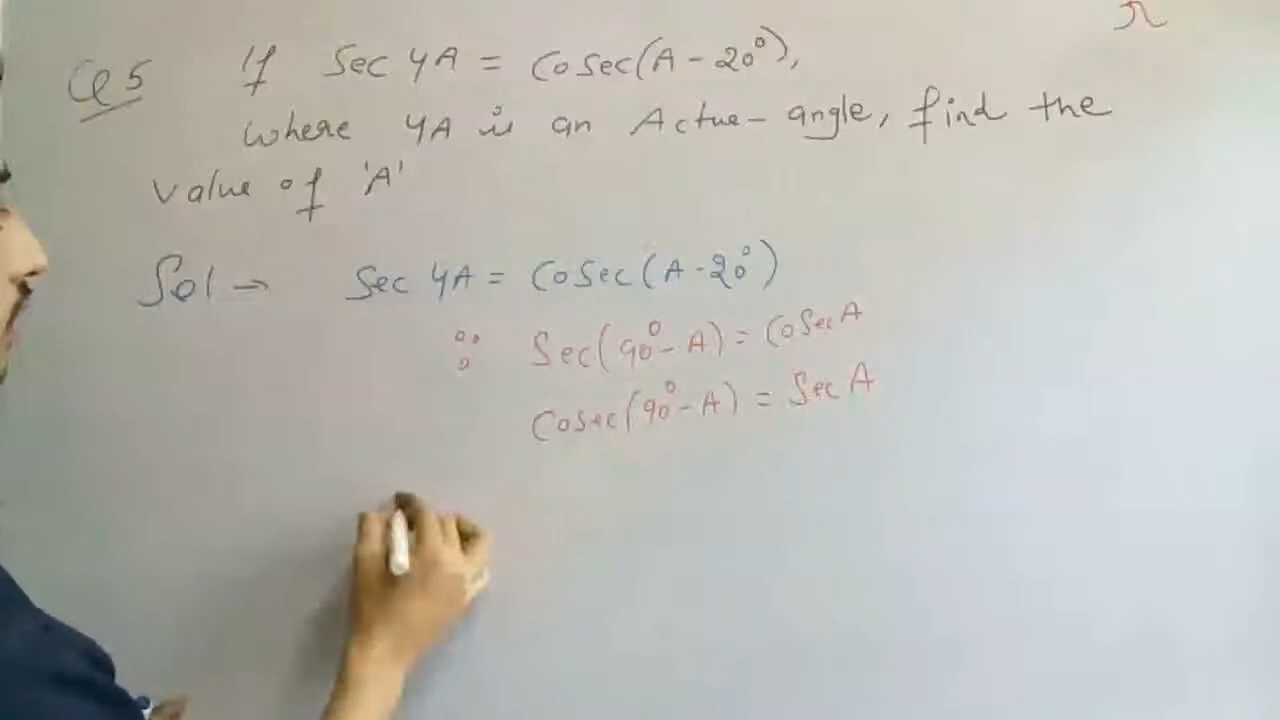 Q5 If Sec 4A = Cosec(A - 20°),
where 4A is an Actue- angle, find the
value of 'A'
Sol → Sec 4A = Cosec(A - 20°)
∵ Sec(90° - A) = CoSec A
Cosec(90° - A) = Sec A